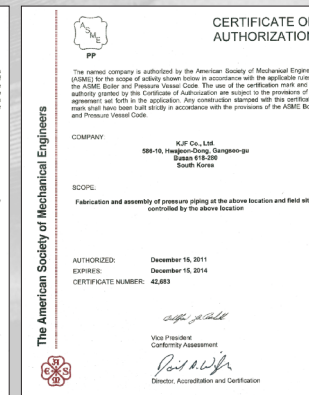 ASME
PP
CERTIFICATE O
AUTHORIZATION
The named company is authorized by the American Society of Mechanical Engine
(ASME) for the scope of activity shown below in accordance with the applicable rule
the ASME Boiler and Pressure Vessel Code. The use of the certification mark and
authority granted by this Certificate of Authorization are subject to the provisions of
agreement set forth in the application. Any construction stamped with this certific
mark shall have been built strictly in accordance with the provisions of the ASME Bo
and Pressure Vessel Code.
COMPANY:
KJF Co., Ltd.
586-10, Hwajeon-Dong, Gangseo-gu
Busan 618-280
South Korea
SCOPE:
Fabrication and assembly of pressure piping at the above location and field sit
controlled by the above location
AUTHORIZED: December 15, 2011
EXPIRES: December 15, 2014
CERTIFICATE NUMBER: 42,683
Vice President
Conformity Assessment
Director, Accreditation and Certification
The American Society of Mechanical Engineers